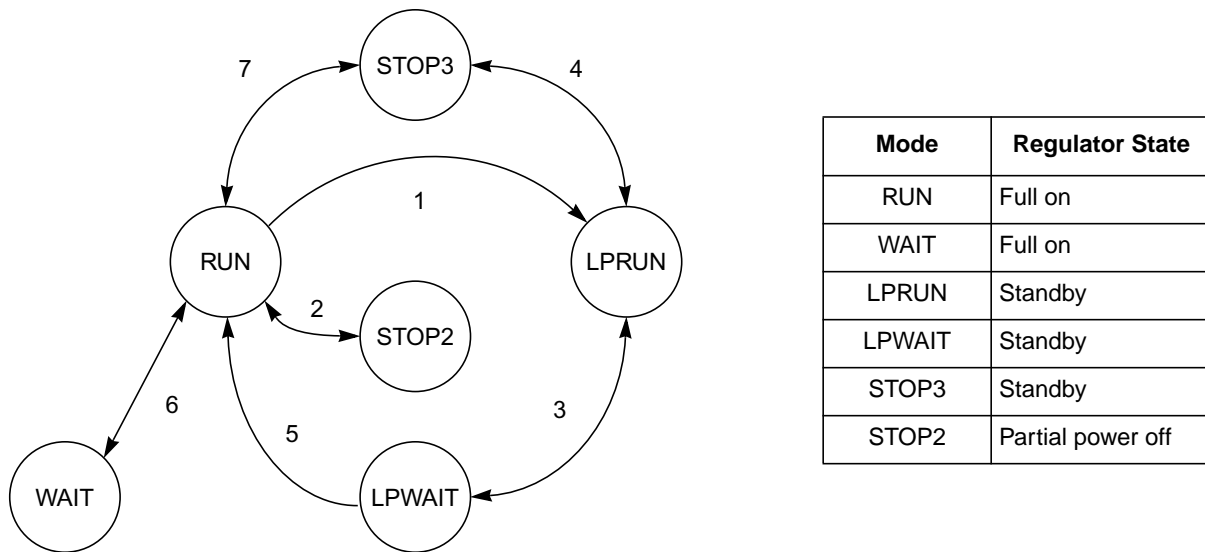 STOP3
7
4
1
RUN
LPRUN
2
STOP2
3
6
5
WAIT
LPWAIT
Mode Regulator State
RUN Full on
WAIT Full on
LPRUN Standby
LPWAIT Standby
STOP3 Standby
STOP2 Partial power off